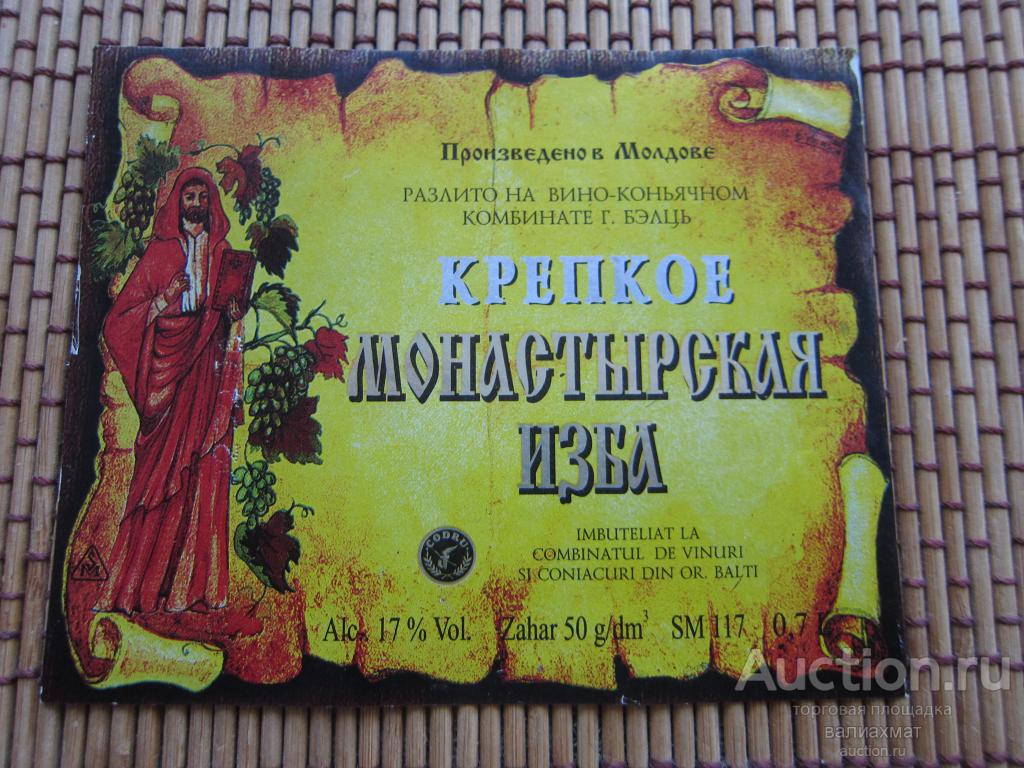 Произведено в Молдове
РАЗЛИТО НА ВИНО-КОНЬЯЧНОМ
КОМБИНАТЕ Г. БЭЛЦЬ
КРЕПКОЕ
МОНАСТЫРСКАЯ
ИЗБА
CODRU
IMBUTELIAT LA
COMBINATUL DE VINURI
SI CONIACURI DIN OR. BALTI
Alc. 17 % Vol. Zahar 50 g/dm³ SM 117 0,7 L
Auction.ru
торговая площадка
валиахмат
auction.ru